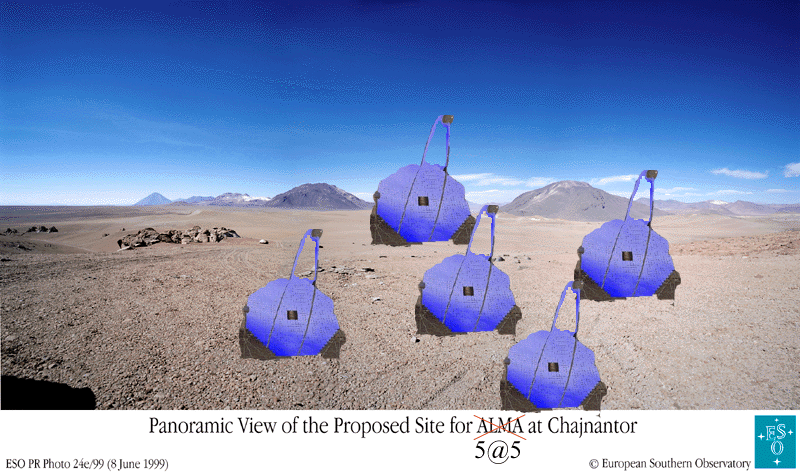 Panoramic View of the Proposed Site for ALMA at Chajnantor
5@5
ESO PR Photo 24e/99 (8 June 1999)
© European Southern Observatory
ESO